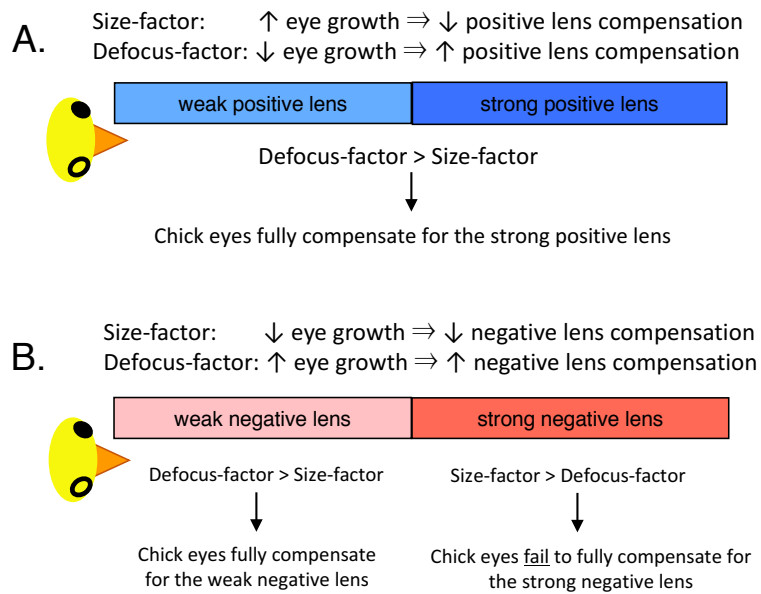 A.
Size-factor: ↑ eye growth ⇒ ↓ positive lens compensation
Defocus-factor: ↓ eye growth ⇒ ↑ positive lens compensation
weak positive lens strong positive lens
Defocus-factor > Size-factor
Chick eyes fully compensate for the strong positive lens
B.
Size-factor: ↓ eye growth ⇒ ↓ negative lens compensation
Defocus-factor: ↑ eye growth ⇒ ↑ negative lens compensation
weak negative lens strong negative lens
Defocus-factor > Size-factor
Chick eyes fully compensate
for the weak negative lens
Size-factor > Defocus-factor
Chick eyes fail to fully compensate for
the strong negative lens